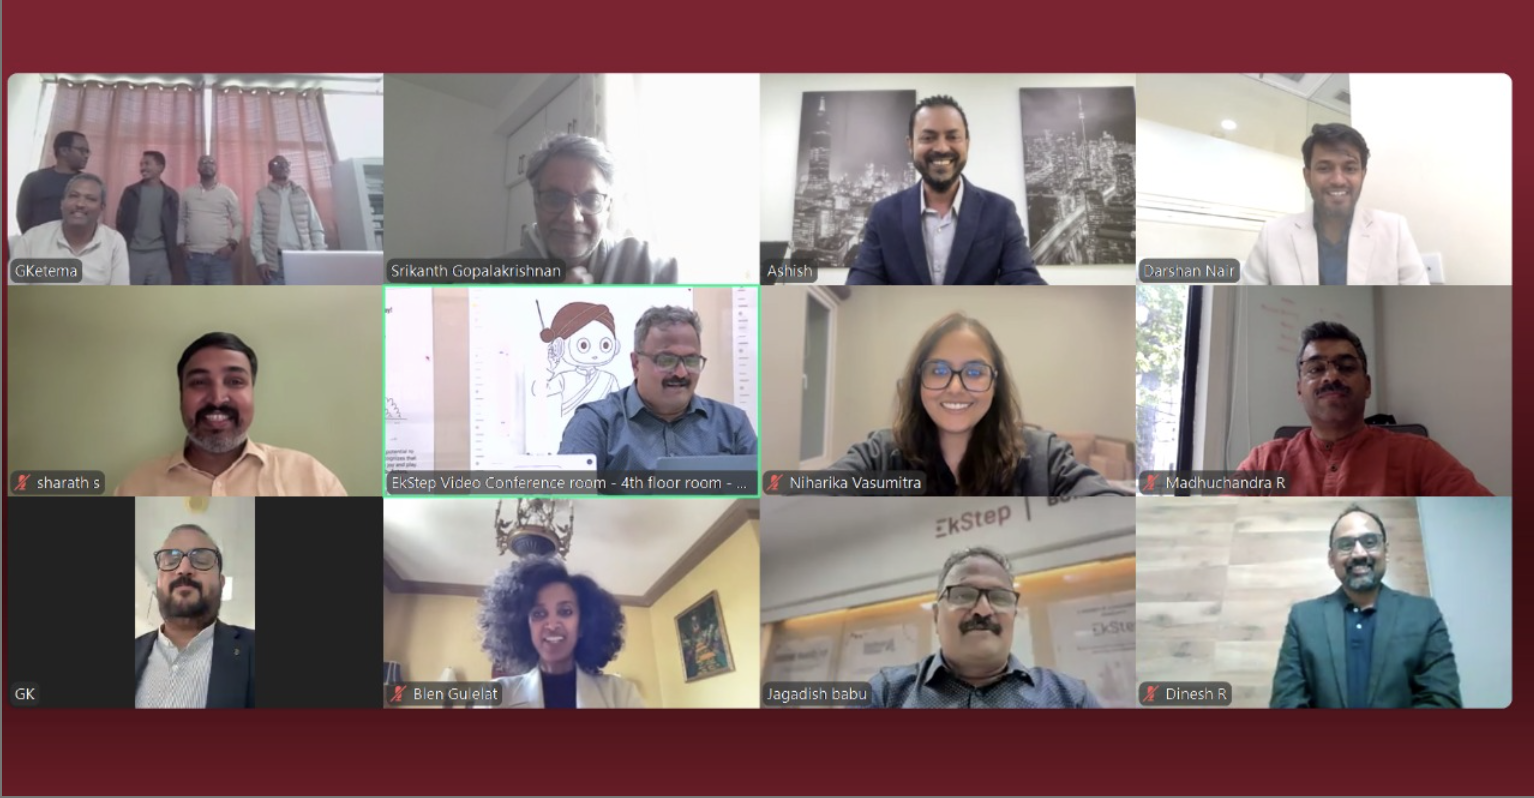 GKetema
Srikanth Gopalakrishnan
Ashish
Darshan Nair
sharath s
EkStep Video Conference room - 4th floor room - ...
Niharika Vasumitra
Madhuchandra R
GK
Blen Gulelat
EkStep
Jagadish babu
Dinesh R